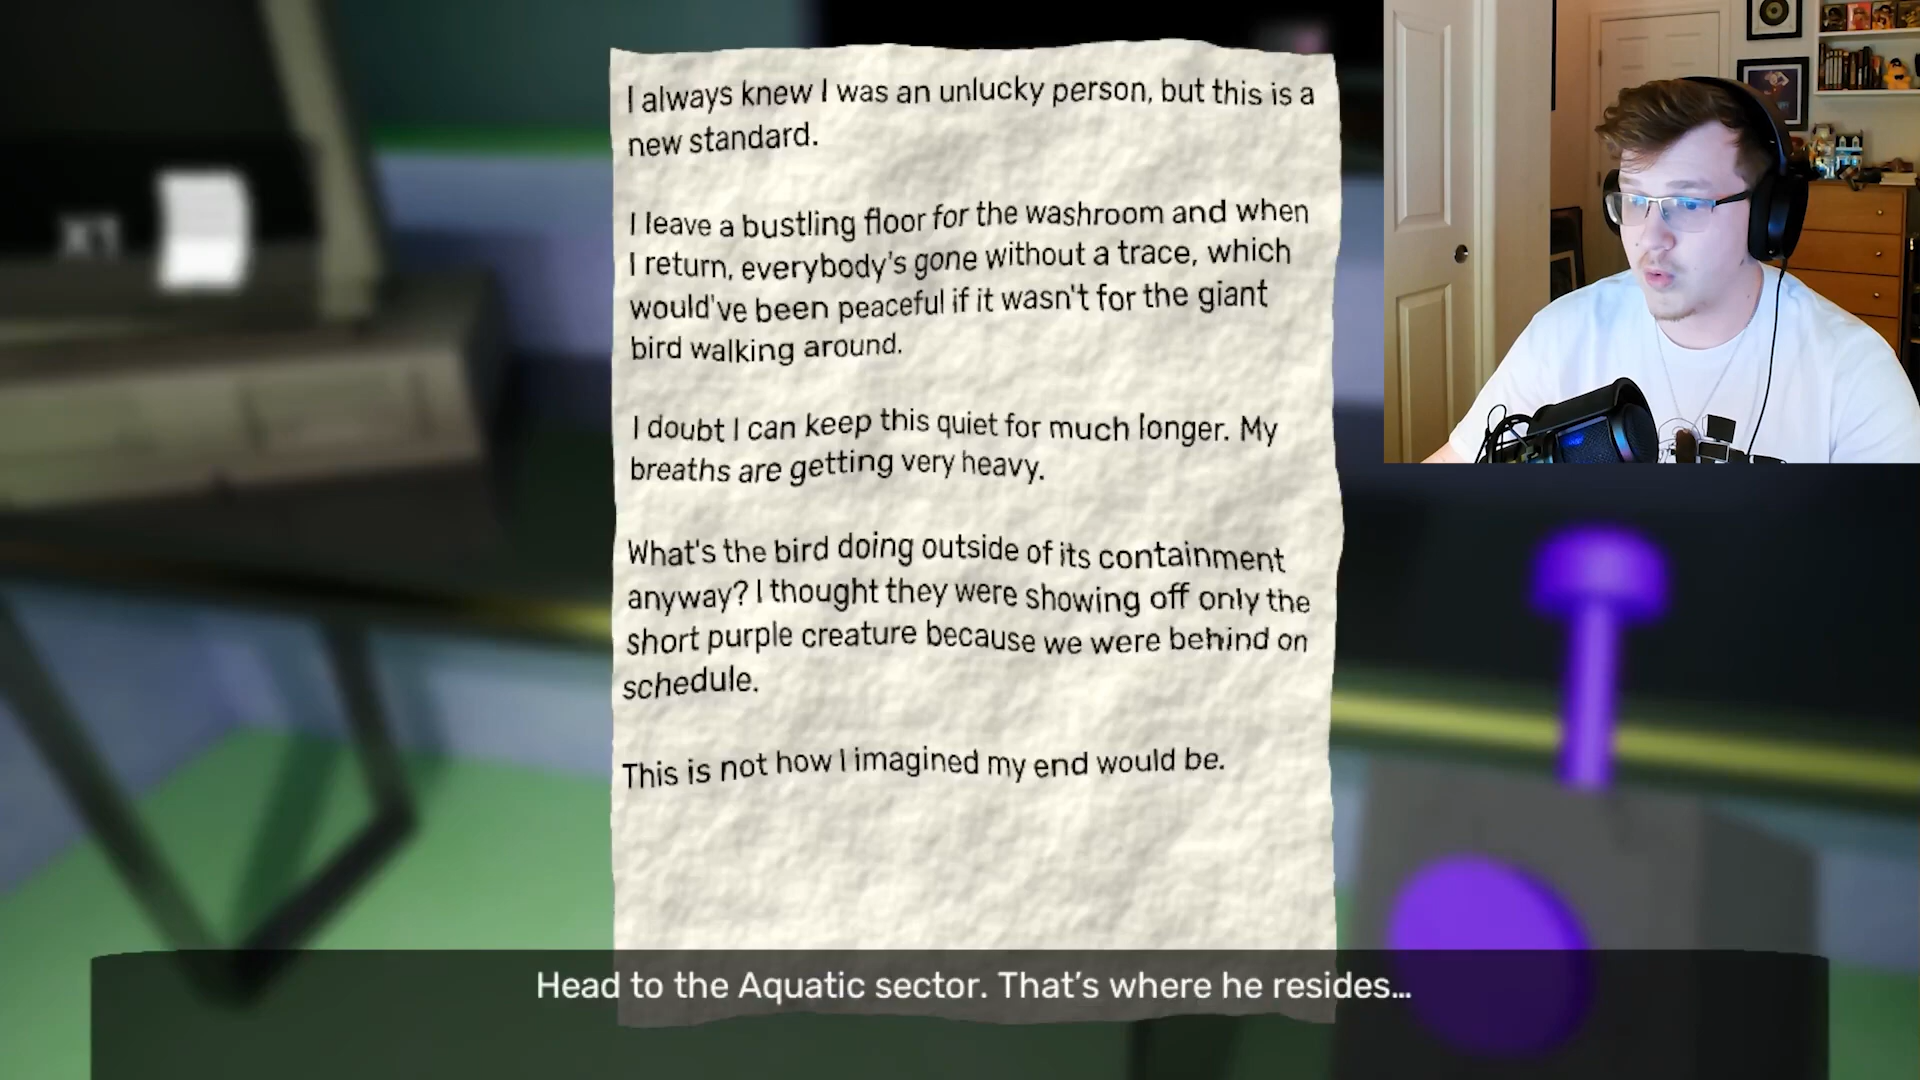 I always knew I was an unlucky person, but this is a
new standard.
I leave a bustling floor for the washroom and when
I return, everybody's gone without a trace, which
would've been peaceful if it wasn't for the giant
bird walking around.
I doubt I can keep this quiet for much longer. My
breaths are getting very heavy.
What's the bird doing outside of its containment
anyway? I thought they were showing off only the
short purple creature because we were behind on
schedule.
This is not how I imagined my end would be.
Head to the Aquatic sector. That's where he resides...
x1